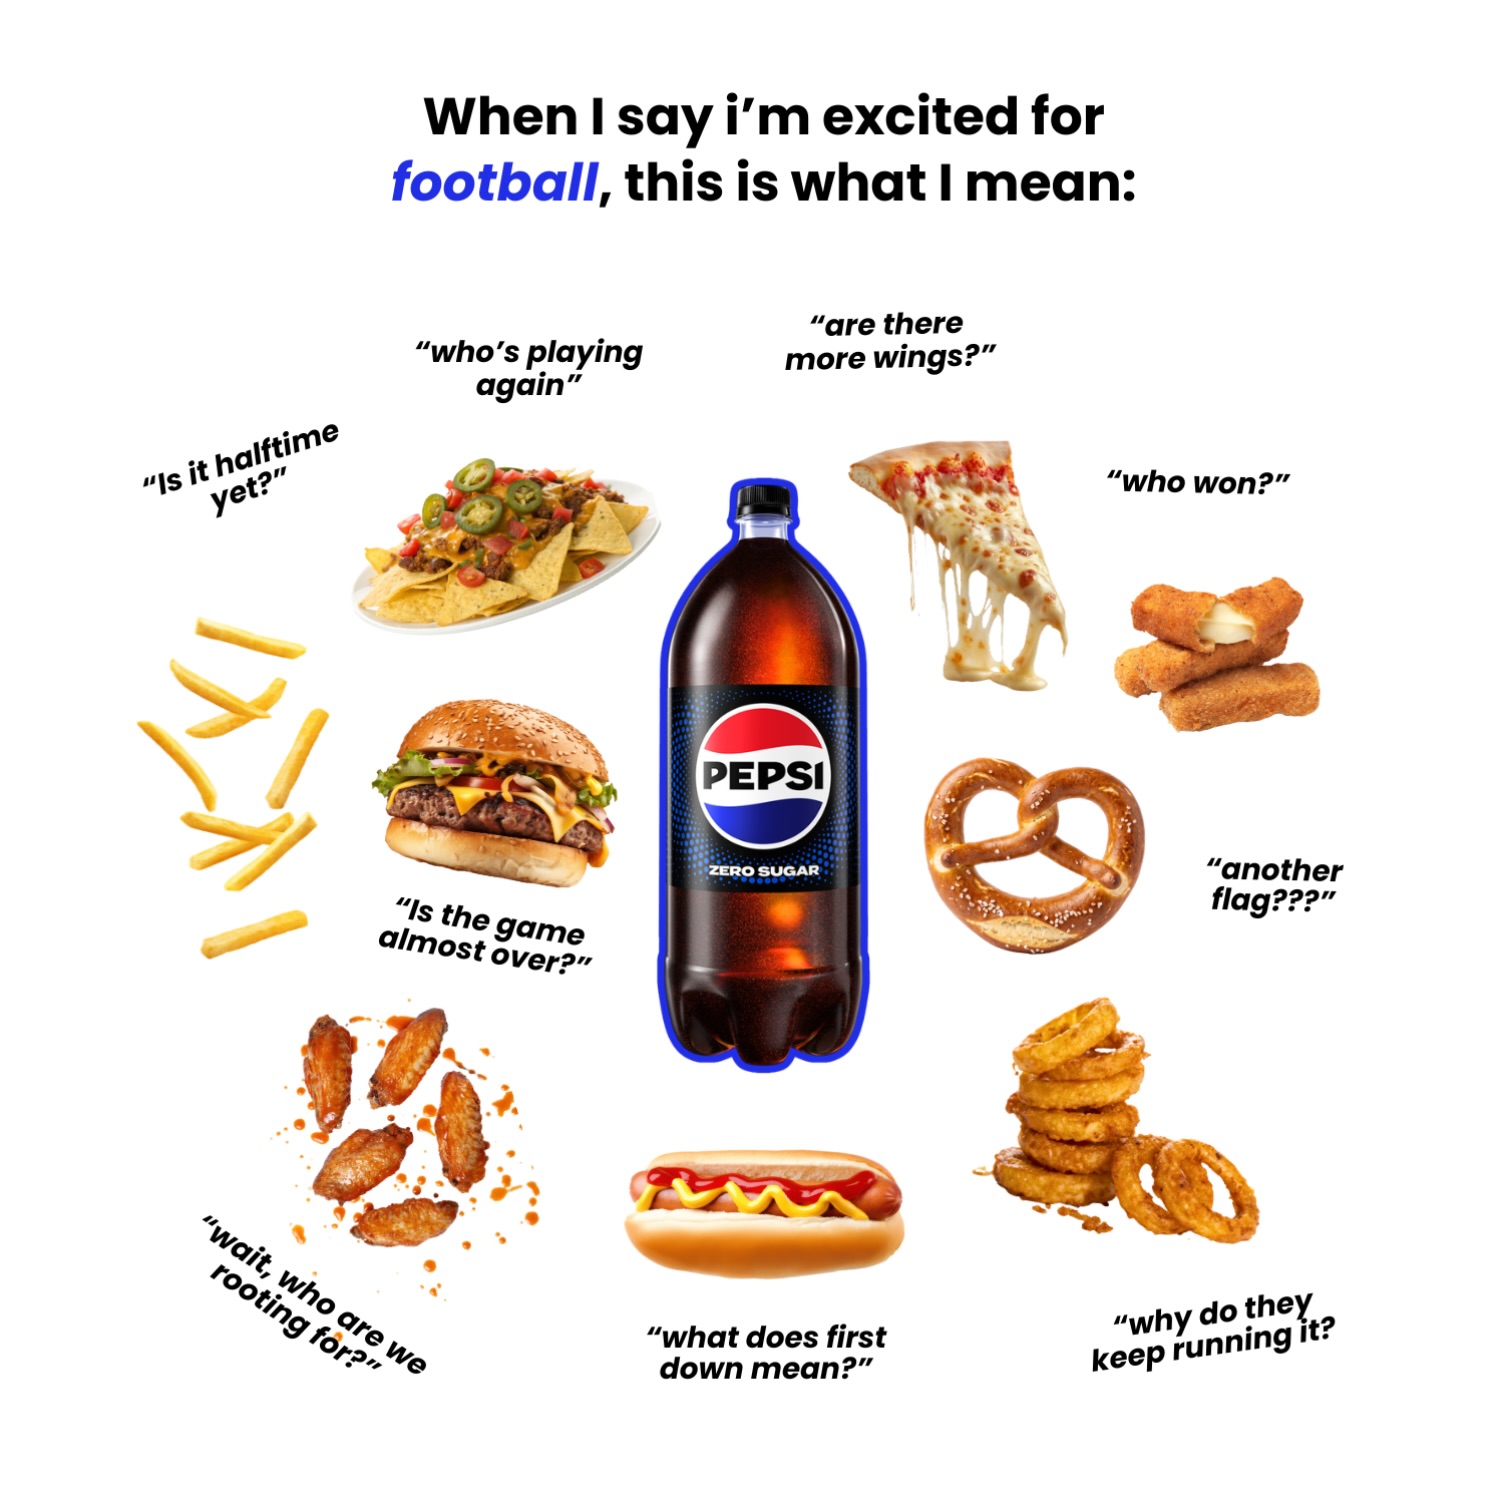 When I say i’m excited for
football, this is what I mean:
“are there
more wings?”
“who’s playing
again”
“Is it halftime
yet?”
“who won?”
PEPSI
ZERO SUGAR
“another
flag???”
“Is the game
almost over?”
“wait, who are we
rooting for?”
“what does first
down mean?”
“why do they
keep running it?